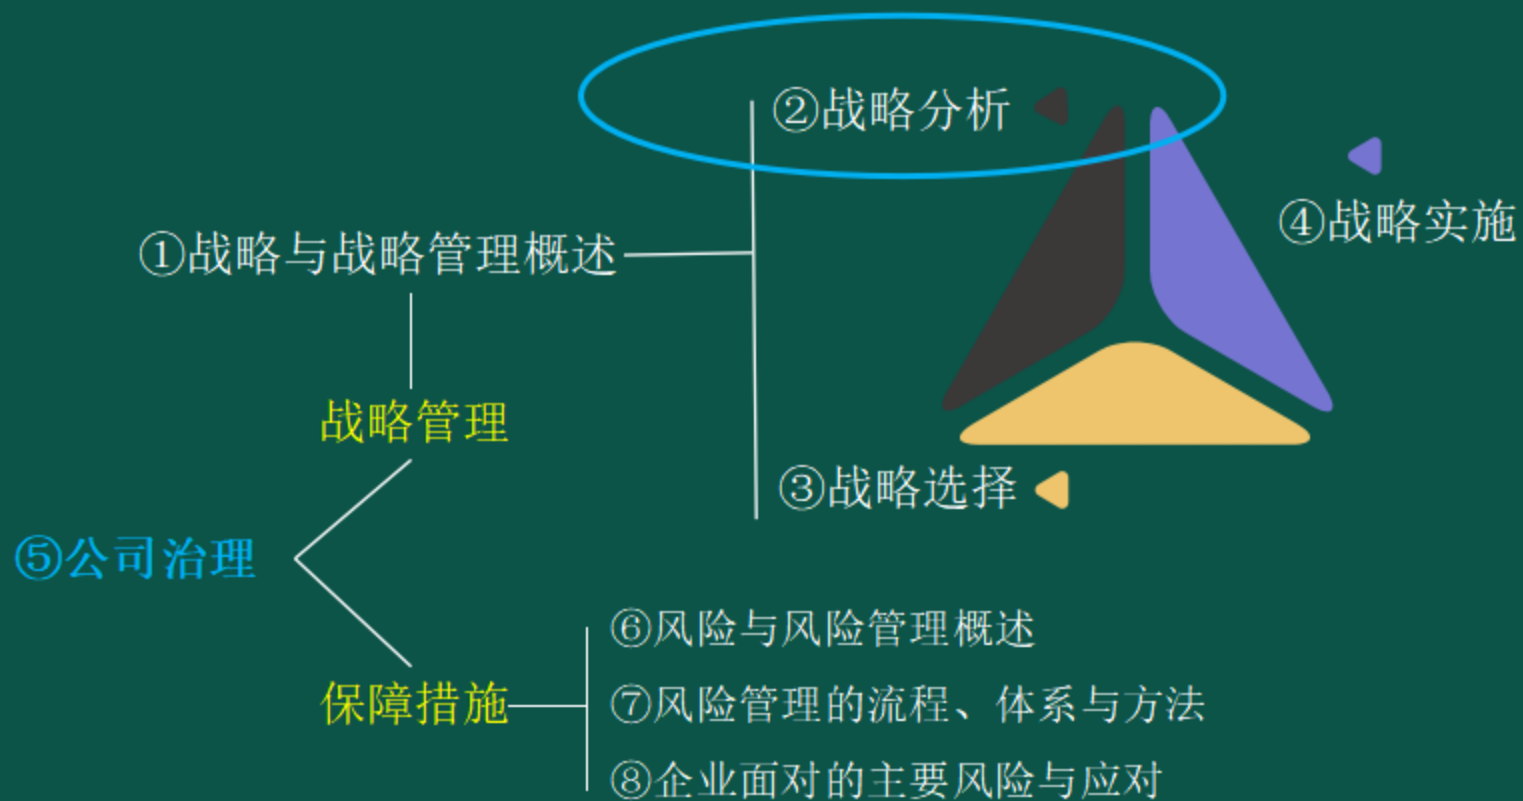 ②战略分析
④战略实施
①战略与战略管理概述
战略管理
③战略选择
⑤公司治理
⑥风险与风险管理概述
保障措施
⑦风险管理的流程、体系与方法
⑧企业面对的主要风险与应对